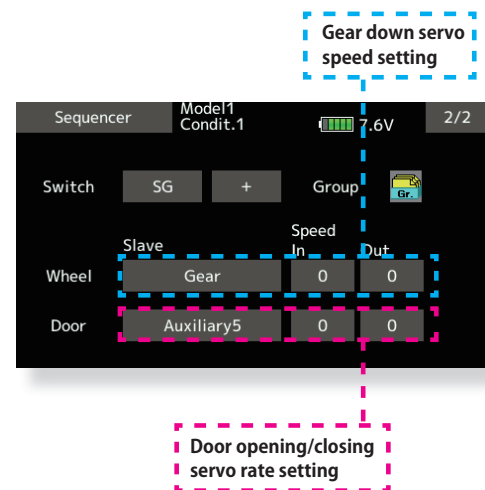 Gear down servo
speed setting
Sequencer Model1 7.6V 2/2
Condit.1
Switch SG + Group Gr.
Speed
Slave In Out
Wheel Gear 0 0
Door Auxiliary5 0 0
Door opening/closing
servo rate setting